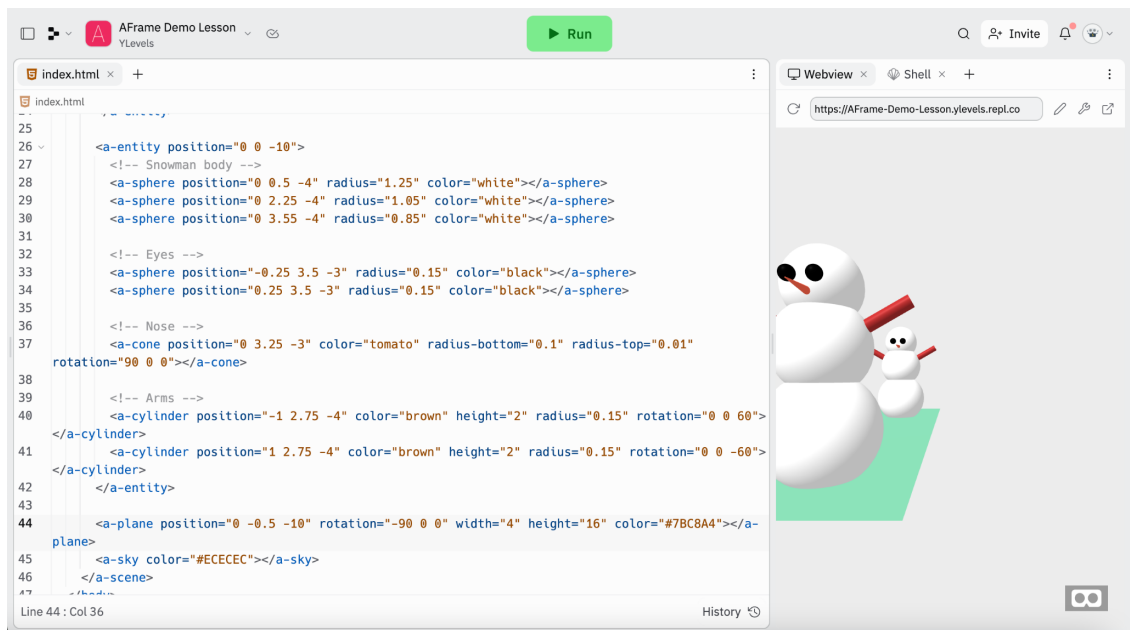 AFrame Demo Lesson
YLevels
Run
Invite
index.html
index.html
25
26 <a-entity position="0 0 -10">
27 <!-- Snowman body -->
28 <a-sphere position="0 0.5 -4" radius="1.25" color="white"></a-sphere>
29 <a-sphere position="0 2.25 -4" radius="1.05" color="white"></a-sphere>
30 <a-sphere position="0 3.55 -4" radius="0.85" color="white"></a-sphere>
31
32 <!-- Eyes -->
33 <a-sphere position="-0.25 3.5 -3" radius="0.15" color="black"></a-sphere>
34 <a-sphere position="0.25 3.5 -3" radius="0.15" color="black"></a-sphere>
35
36 <!-- Nose -->
37 <a-cone position="0 3.25 -3" color="tomato" radius-bottom="0.1" radius-top="0.01"
rotation="90 0 0"></a-cone>
38
39 <!-- Arms -->
40 <a-cylinder position="-1 2.75 -4" color="brown" height="2" radius="0.15" rotation="0 0 60">
</a-cylinder>
41 <a-cylinder position="1 2.75 -4" color="brown" height="2" radius="0.15" rotation="0 0 -60">
</a-cylinder>
42 </a-entity>
43
44 <a-plane position="0 -0.5 -10" rotation="-90 0 0" width="4" height="16" color="#7BC8A4"></a-
plane>
45 <a-sky color="#ECECEC"></a-sky>
46 </a-scene>
Line 44 : Col 36
History
Webview
Shell
https://AFrame-Demo-Lesson.ylevels.repl.co